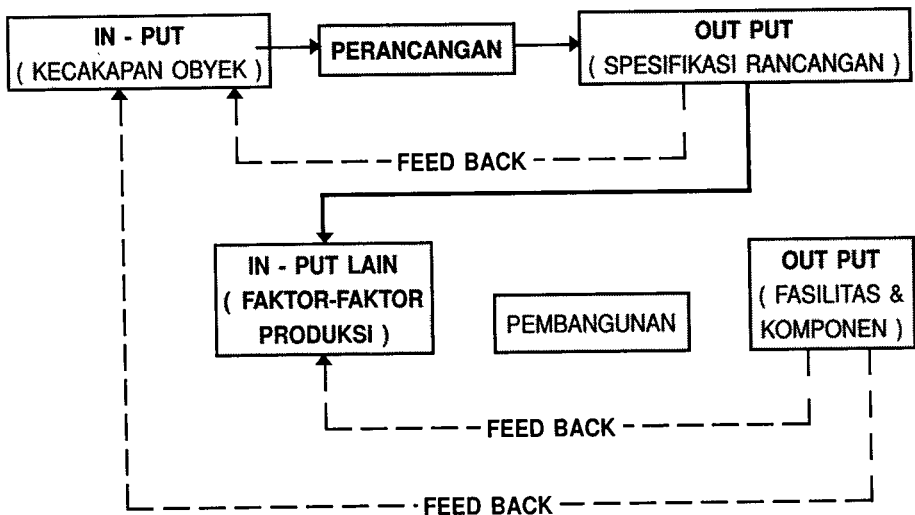 IN - PUT
( KECAKAPAN OBYEK )
PERANCANGAN
OUT PUT
( SPESIFIKASI RANCANGAN )
FEED BACK
IN - PUT LAIN
( FAKTOR-FAKTOR
PRODUKSI )
PEMBANGUNAN
OUT PUT
( FASILITAS &
KOMPONEN )
FEED BACK
FEED BACK